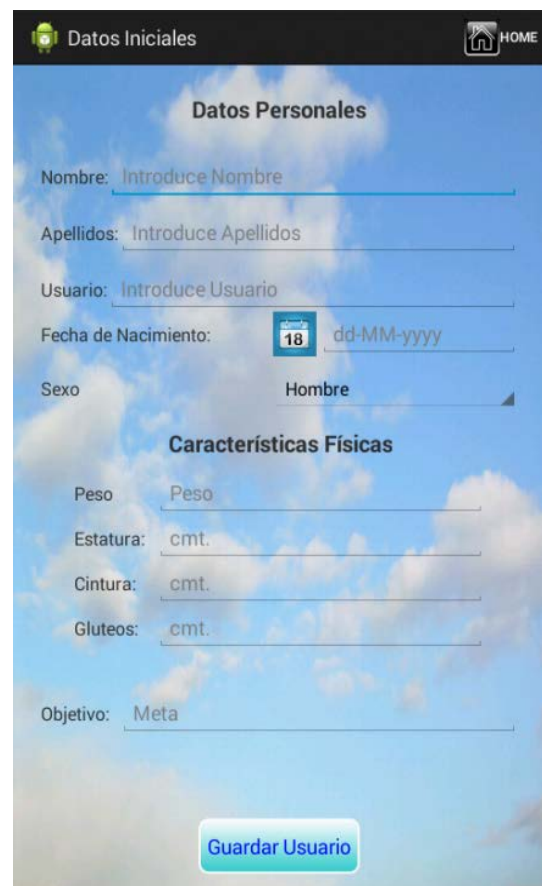 Datos Iniciales HOME
Datos Personales
Nombre: Introduce Nombre
Apellidos: Introduce Apellidos
Usuario: Introduce Usuario
Fecha de Nacimiento: 18 dd-MM-yyyy
Sexo Hombre
Característícas Físicas
Peso Peso
Estatura: cmt.
Cintura: cmt.
Gluteos: cmt.
Objetivo: Meta
Guardar Usuario